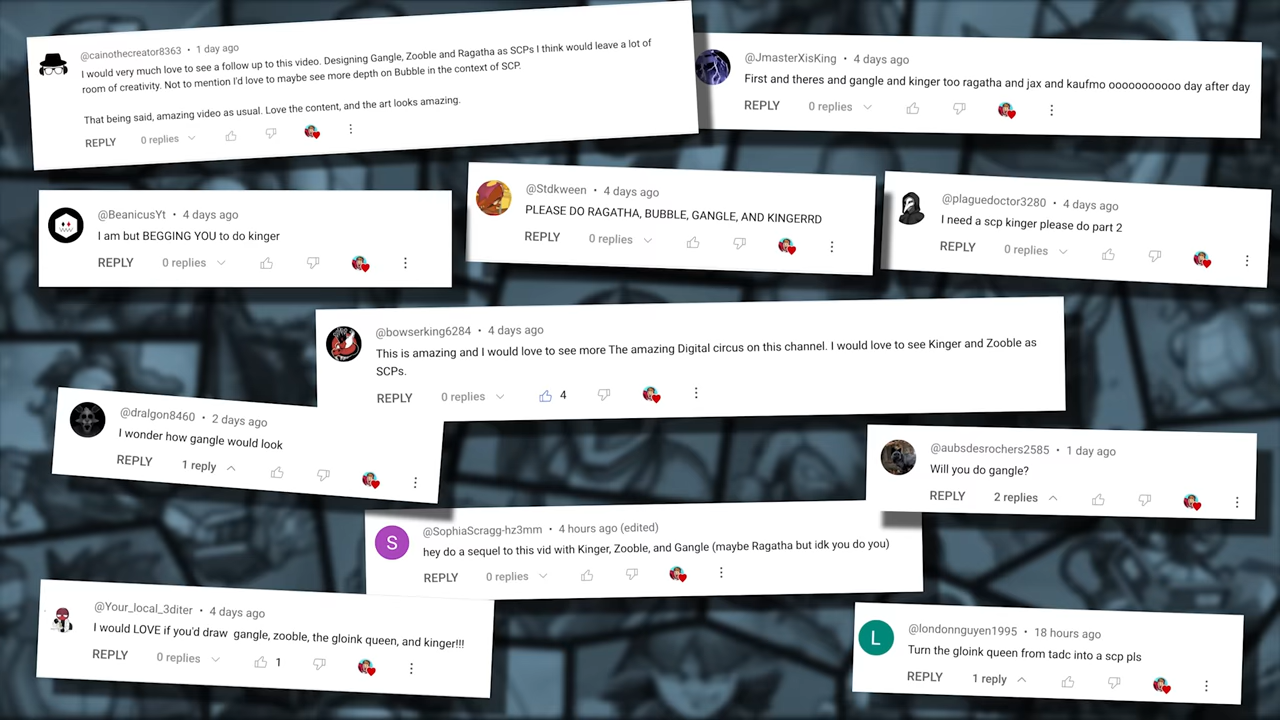 @cainothecreator8363 • 1 day ago
I would very much love to see a follow up to this video. Designing Gangle, Zooble and Ragatha as SCPs I think would leave a lot of
room of creativity. Not to mention I'd love to maybe see more depth on Bubble in the context of SCP.
That being said, amazing video as usual. Love the content, and the art looks amazing.
REPLY 0 replies
@JmasterXisKing • 4 days ago
First and theres and gangle and kinger too ragatha and jax and kaufmo ooooooooooo day after day
REPLY 0 replies
@BeanicusYt • 4 days ago
I am but BEGGING YOU to do kinger
REPLY 0 replies
@Stdkween • 4 days ago
PLEASE DO RAGATHA, BUBBLE, GANGLE, AND KINGERRD
REPLY 0 replies
@plaguedoctor3280 • 4 days ago
I need a scp kinger please do part 2
REPLY 0 replies
@bowserking6284 • 4 days ago
This is amazing and I would love to see more The amazing Digital circus on this channel. I would love to see Kinger and Zooble as
SCPs.
REPLY 0 replies 4
@dralgon8460 • 2 days ago
I wonder how gangle would look
REPLY 1 reply
@aubsdesrochers2585 • 1 day ago
Will you do gangle?
REPLY 2 replies
S
@SophiaScragg-hz3mm • 4 hours ago (edited)
hey do a sequel to this vid with Kinger, Zooble, and Gangle (maybe Ragatha but idk you do you)
REPLY 0 replies
@Your_local_3diter • 4 days ago
I would LOVE if you'd draw gangle, zooble, the gloink queen, and kinger!!!
REPLY 0 replies 1
L
@londonnguyen1995 • 18 hours ago
Turn the gloink queen from tadc into a scp pls
REPLY 1 reply